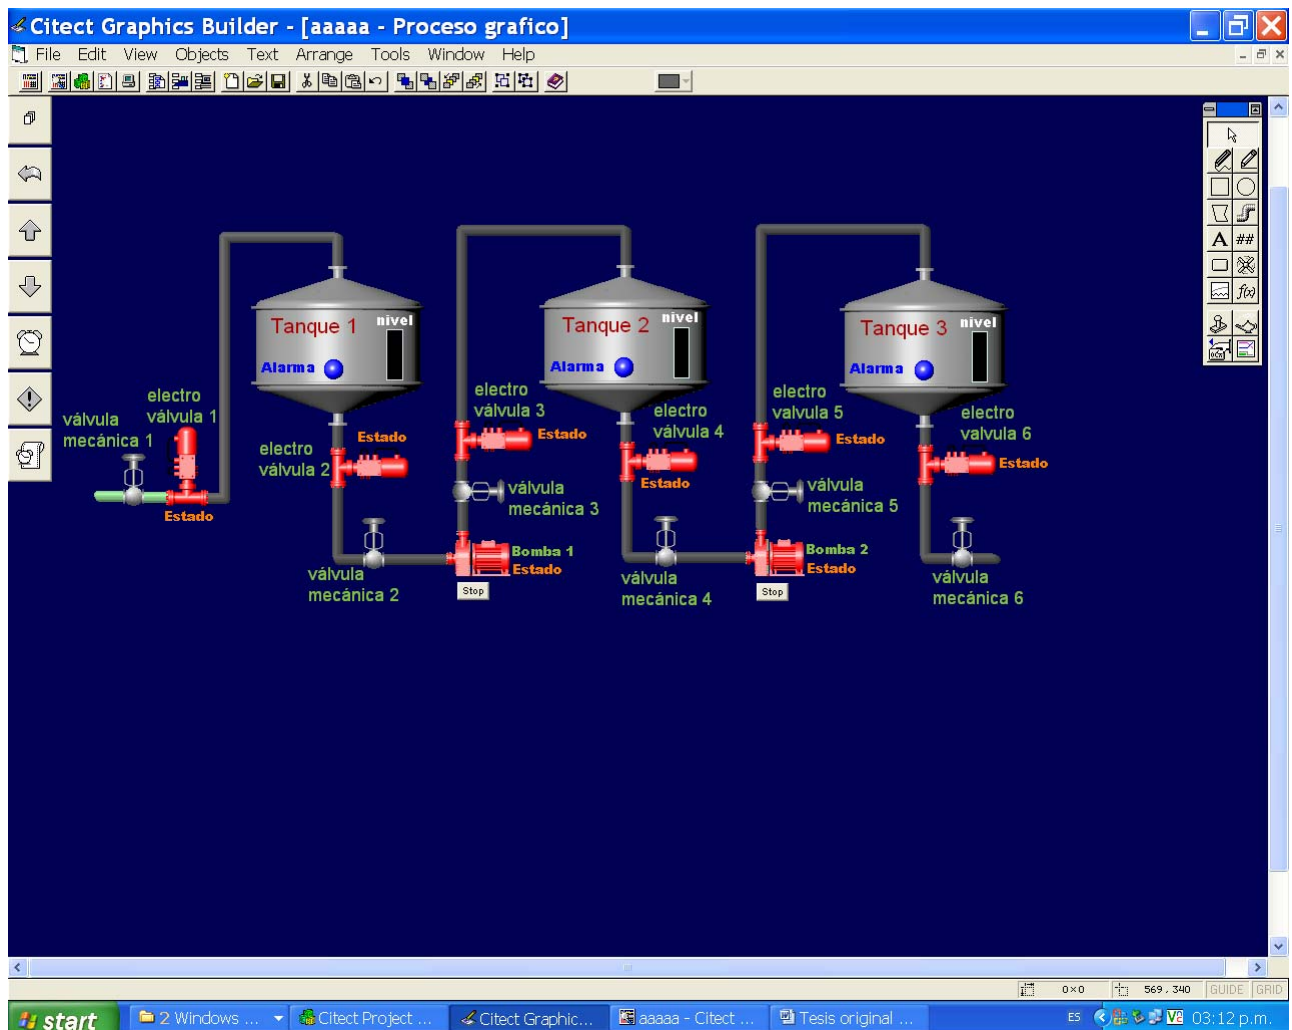 Citect Graphics Builder - [aaaaa - Proceso grafico]
File Edit View Objects Text Arrange Tools Window Help
A ##
f(x)
Tanque 1 nivel
Alarma
Tanque 2 nivel
Alarma
Tanque 3 nivel
Alarma
válvula
mecánica 1
electro
válvula 1
Estado
electro
válvula 2
Estado
válvula
mecánica 2
electro
válvula 3
Estado
válvula
mecánica 3
Bomba 1
Estado
Stop
electro
válvula 4
Estado
válvula
mecánica 4
electro
valvula 5
Estado
válvula
mecánica 5
Bomba 2
Estado
Stop
electro
valvula 6
Estado
válvula
mecánica 6
0×0 569 , 340 GUIDE GRID
start 2 Windows ... Citect Project ... Citect Graphic... aaaaa - Citect ... Tesis original ... ES 03:12 p.m.